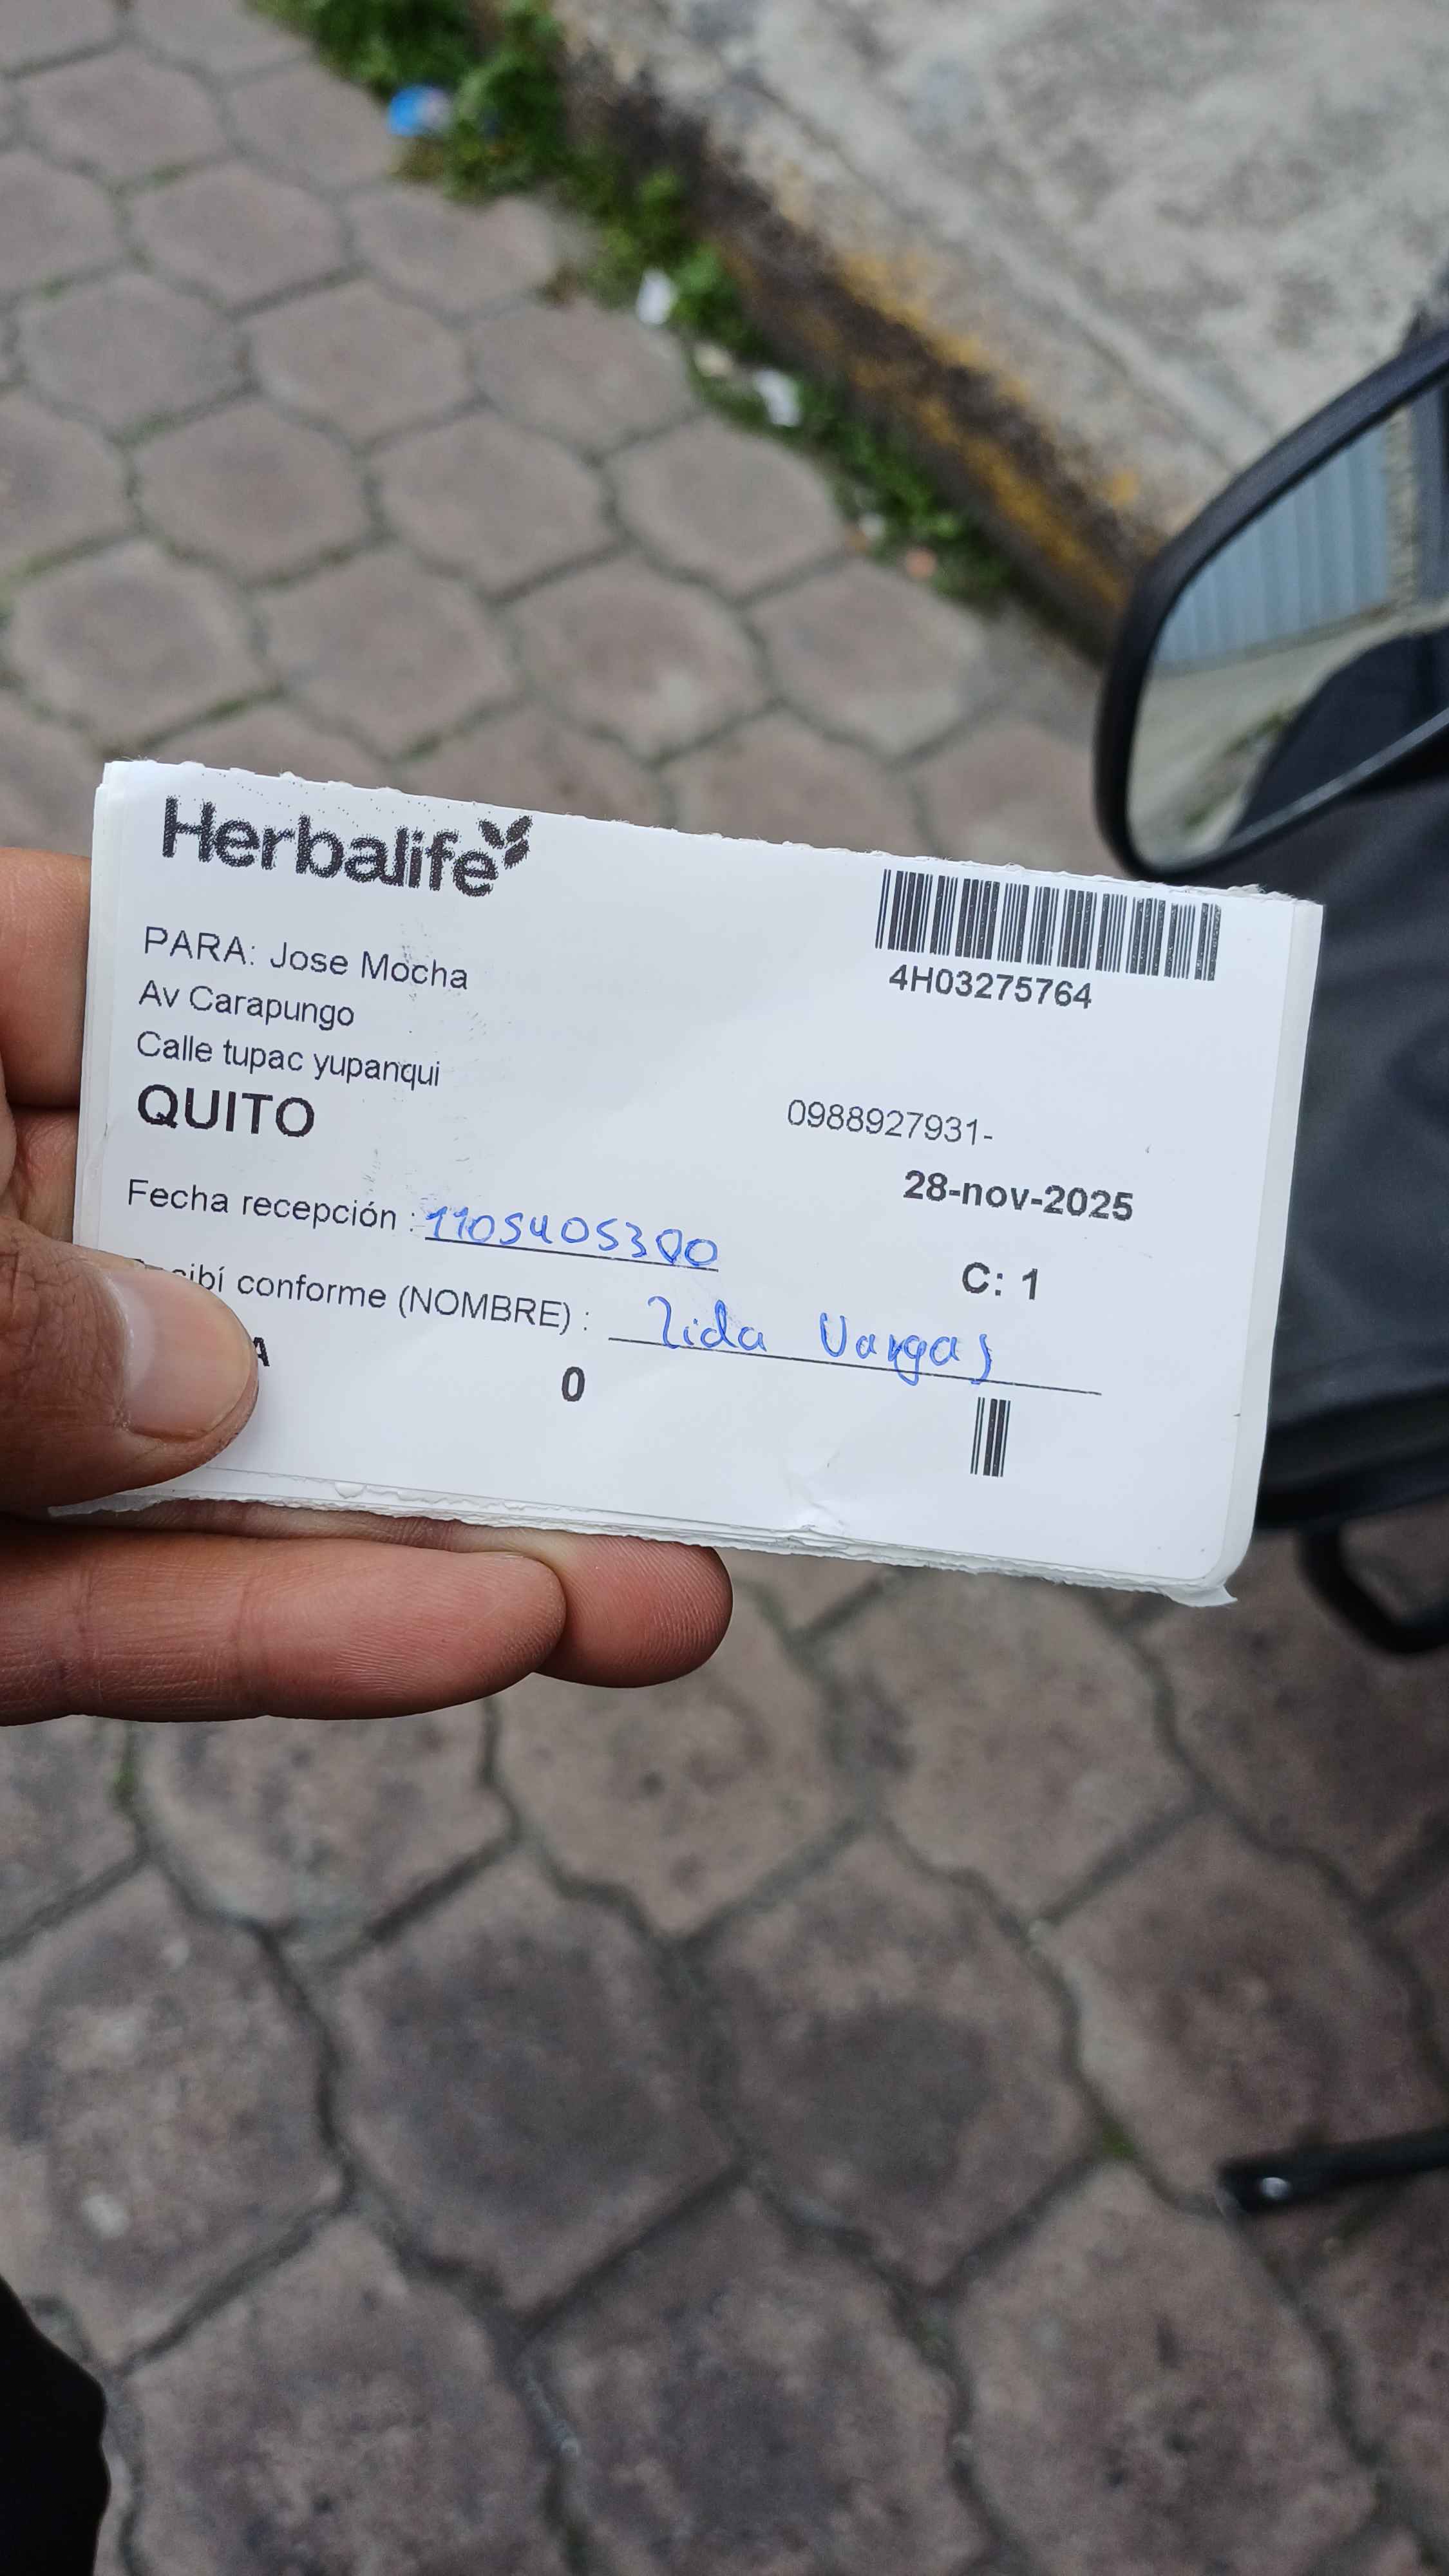 Herbalife
4H03275764
PARA: Jose Mocha
Av Carapungo
Calle tupac yupanqui
QUITO
0988927931-
28-nov-2025
Fecha recepción : 1105405300
C: 1
conforme (NOMBRE) : Lida Vargas
0